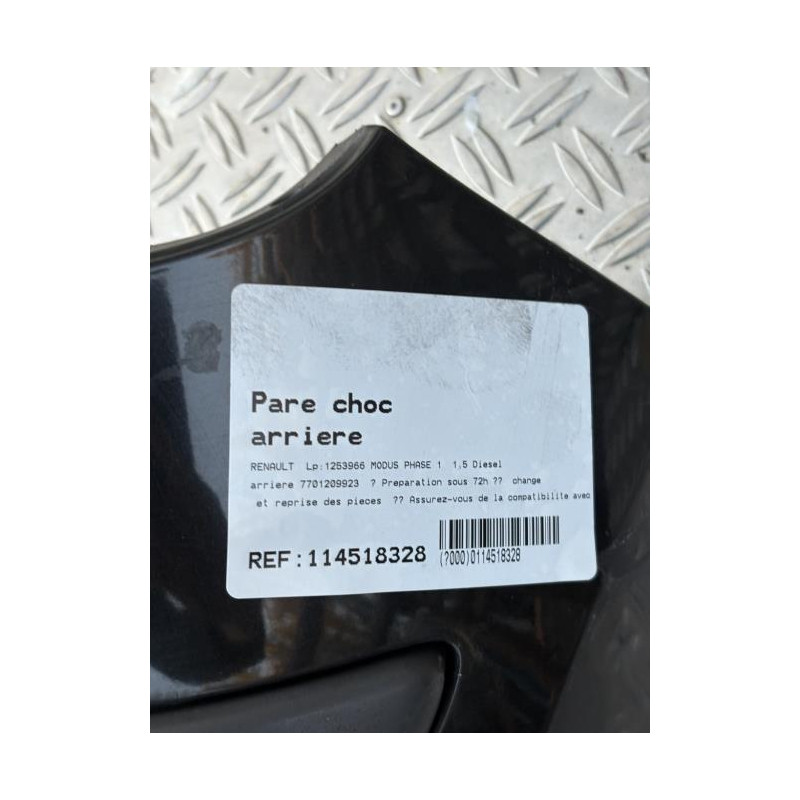 Pare choc
arriere
RENAULT Lp:1253966 MODUS PHASE 1 1.5 Diesel
arriere 7701209923 ? Preparation sous 72h ?? change
et reprise des pieces ?? Assurez-vous de la compatibilite avec
REF:114518328
(?000)0114518328